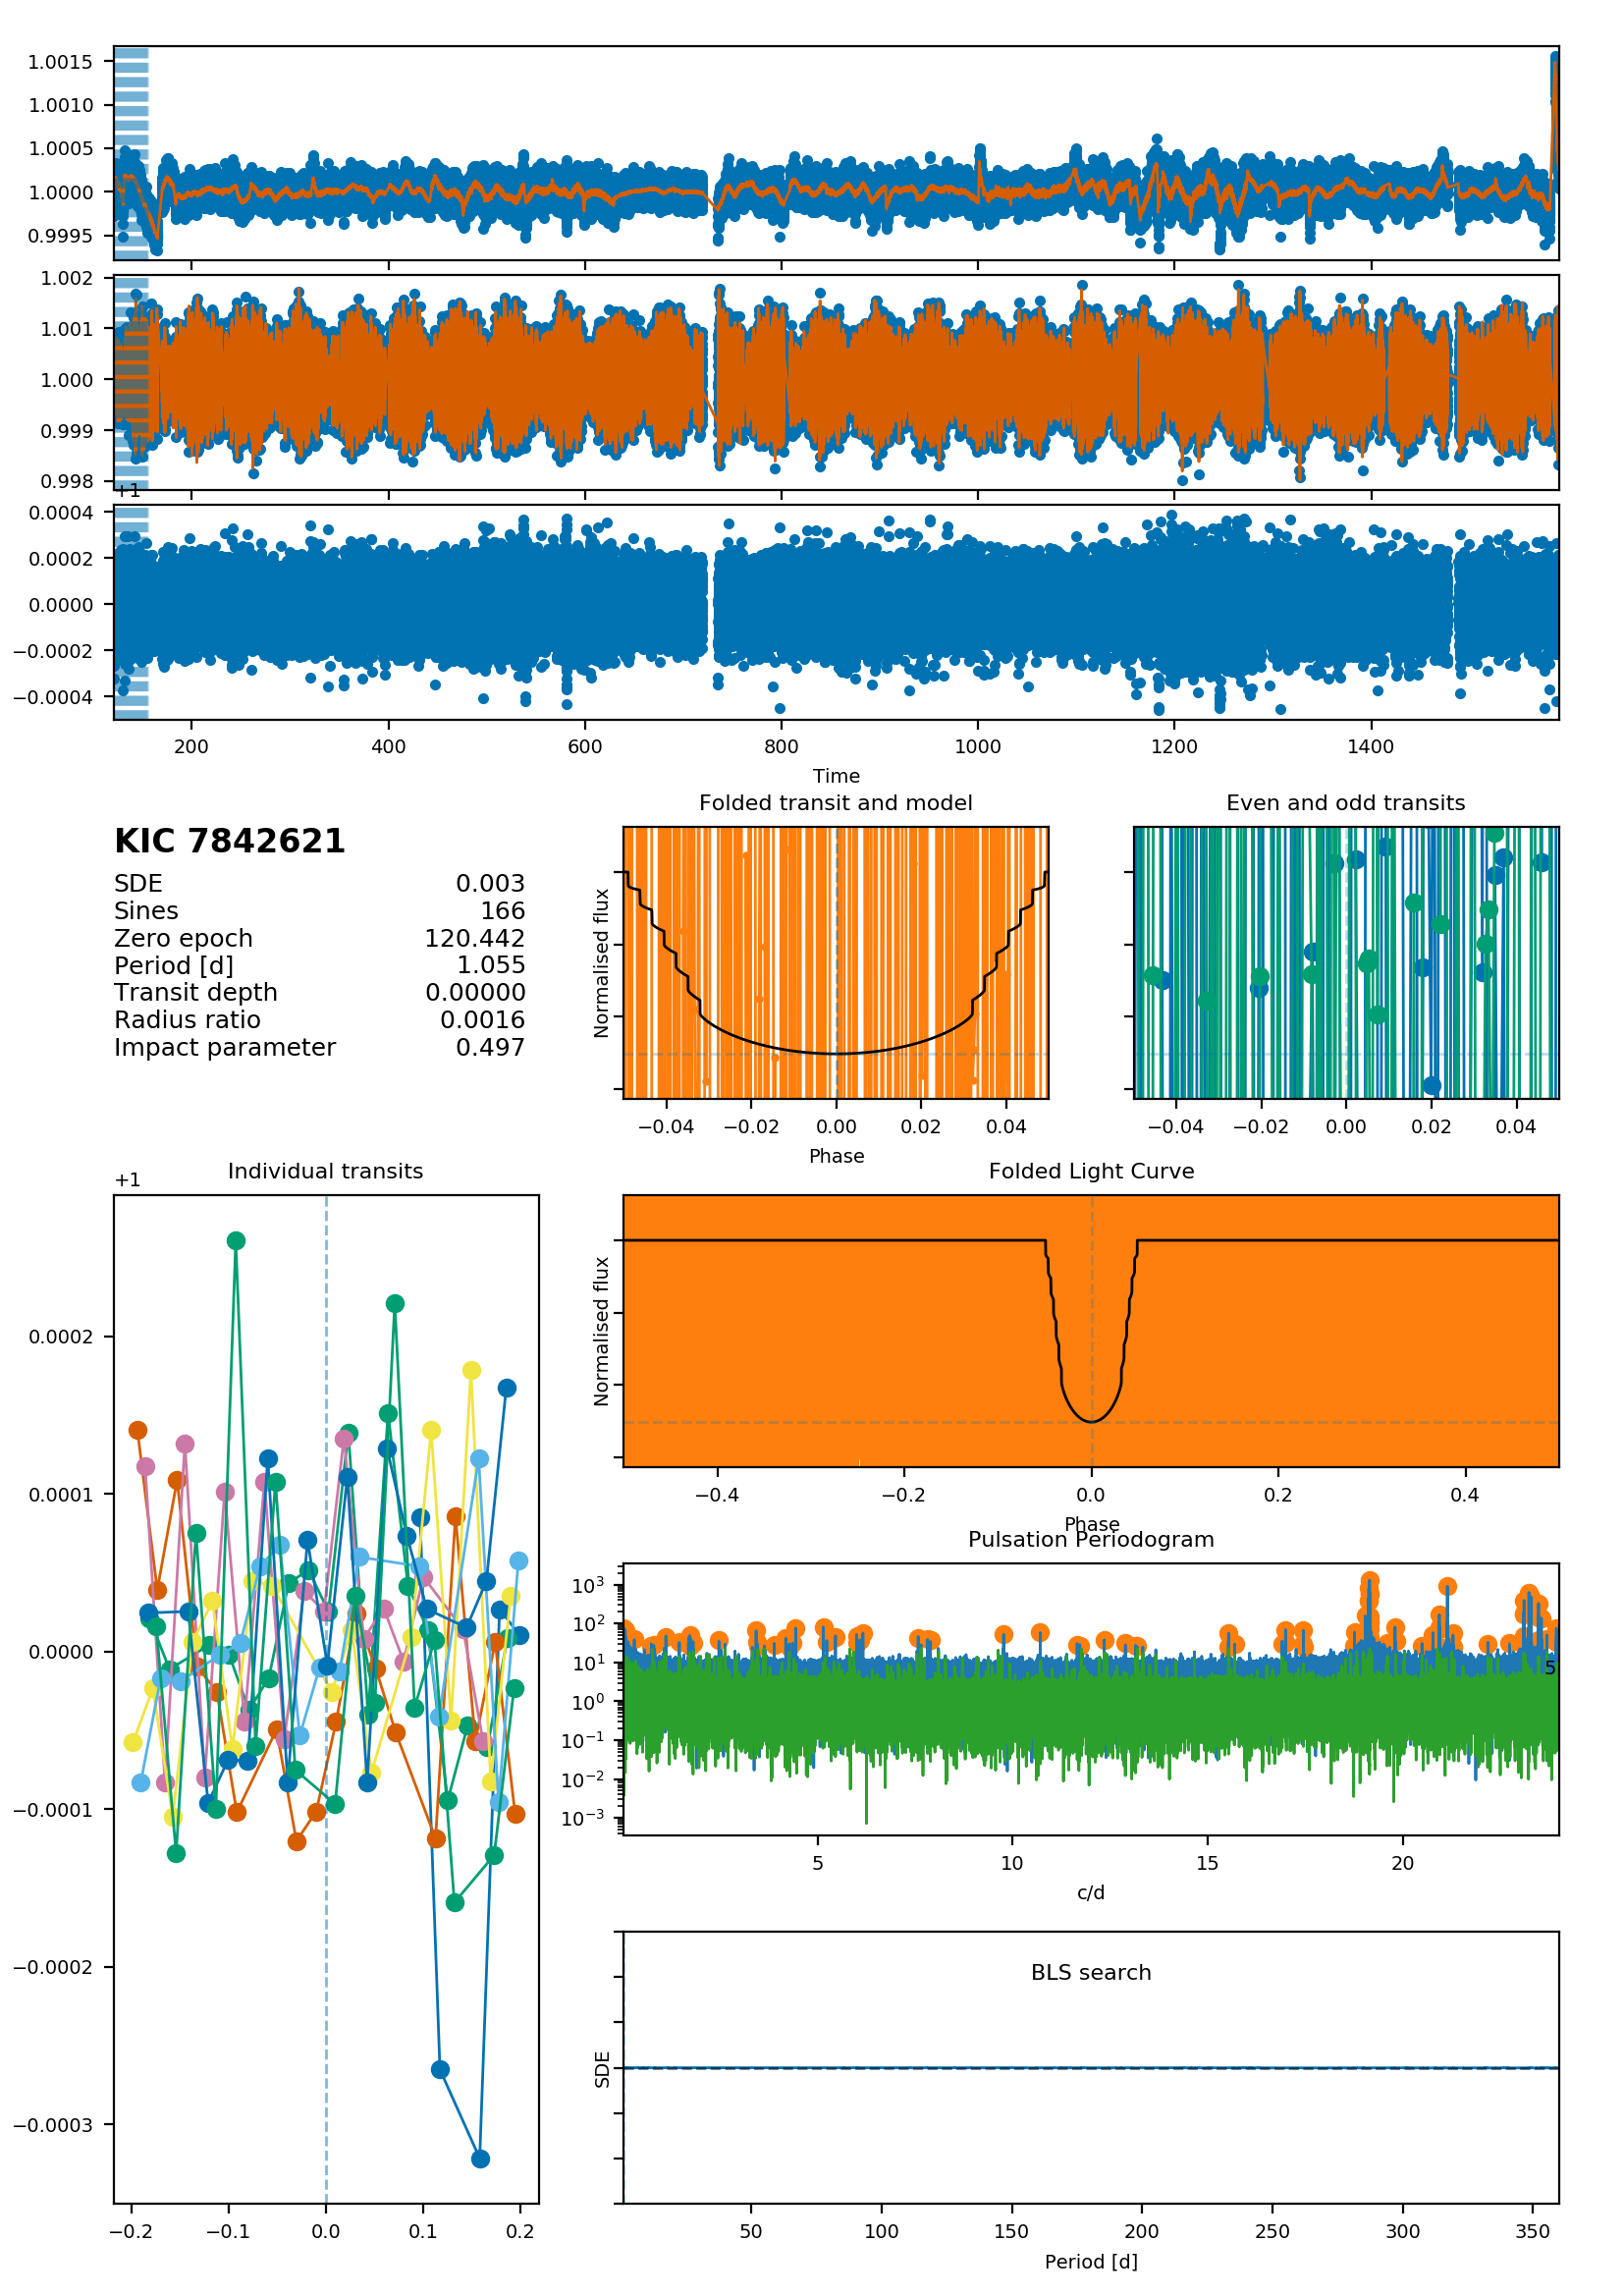 1.0015
1.0010
1.0005
1.0000
0.9995
1.002
1.001
1.000
0.999
0.998
+1
0.0004
0.0002
0.0000
−0.0002
−0.0004
200 400 600 800 1000 1200 1400
Time
KIC 7842621
SDE 0.003
Sines 166
Zero epoch 120.442
Period [d] 1.055
Transit depth 0.00000
Radius ratio 0.0016
Impact parameter 0.497
Folded transit and model
Normalised flux
−0.04 −0.02 0.00 0.02 0.04
Phase
Even and odd transits
−0.04 −0.02 0.00 0.02 0.04
Individual transits
+1
0.0002
0.0001
0.0000
−0.0001
−0.0002
−0.0003
−0.2 −0.1 0.0 0.1 0.2
Folded Light Curve
Normalised flux
−0.4 −0.2 0.0 0.2 0.4
Phase
Pulsation Periodogram
10³
10²
10¹
10⁰
10⁻¹
10⁻²
10⁻³
5
5 10 15 20
c/d
BLS search
SDE
50 100 150 200 250 300 350
Period [d]